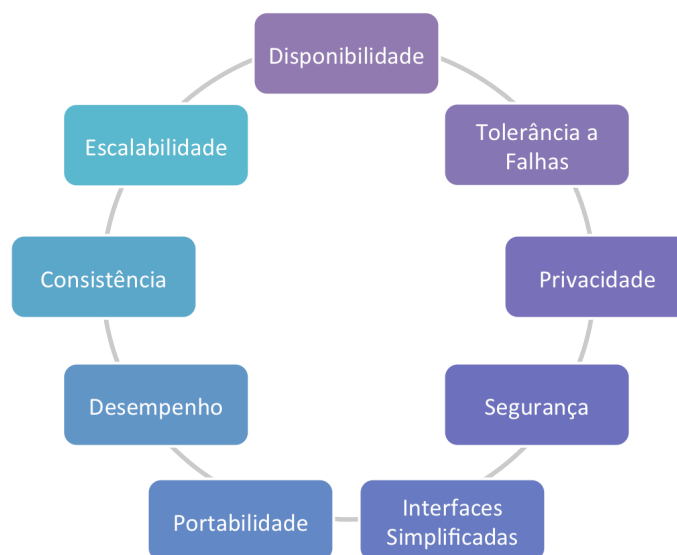 Disponibilidade
Tolerância a
Falhas
Privacidade
Segurança
Interfaces
Simplificadas
Portabilidade
Desempenho
Consistência
Escalabilidade